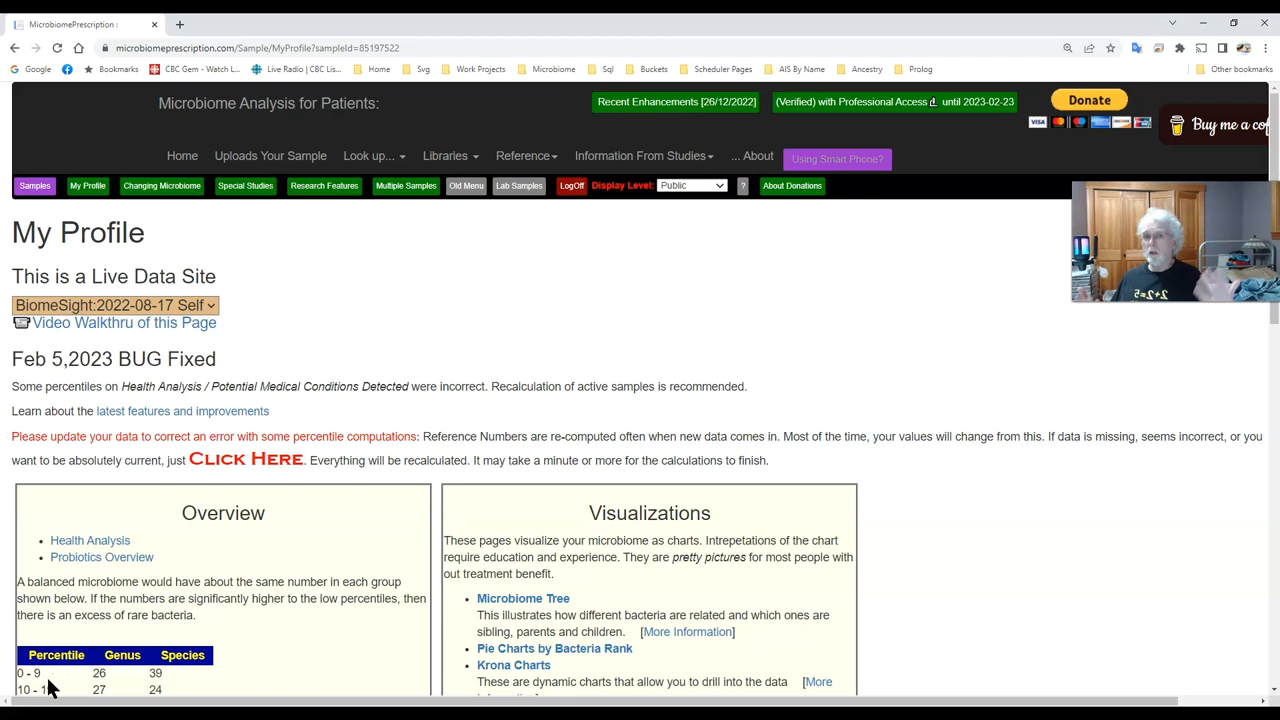 MicrobiomePrescription :
microbiomeprescription.com/Sample/MyProfile?sampleId=85197522
Google
Bookmarks
CBC Gem - Watch L...
Live Radio | CBC Lis...
Home
Svg
Work Projects
Microbiome
Sql
Buckets
Scheduler Pages
AIS By Name
Ancestry
Prolog
Other bookmarks
Microbiome Analysis for Patients:
Recent Enhancements [26/12/2022]
(Verified) with Professional Access until 2023-02-23
Donate
VISA
Buy me a co
Home
Uploads Your Sample
Look up...
Libraries
Reference
Information From Studies
... About
Using Smart Phone?
Samples
My Profile
Changing Microbiome
Special Studies
Research Features
Multiple Samples
Old Menu
Lab Samples
LogOff
Display Level:
Public
?
About Donations
My Profile
This is a Live Data Site
BiomeSight:2022-08-17 Self
Video Walkthru of this Page
2+2=5
Feb 5,2023 BUG Fixed
Some percentiles on Health Analysis / Potential Medical Conditions Detected were incorrect. Recalculation of active samples is recommended.
Learn about the latest features and improvements
Please update your data to correct an error with some percentile computations: Reference Numbers are re-computed often when new data comes in. Most of the time, your values will change from this. If data is missing, seems incorrect, or you
want to be absolutely current, just CLICK HERE. Everything will be recalculated. It may take a minute or more for the calculations to finish.
Overview
Health Analysis
Probiotics Overview
A balanced microbiome would have about the same number in each group
shown below. If the numbers are significantly higher to the low percentiles, then
there is an excess of rare bacteria.
Percentile Genus Species
0 - 9 26 39
10 - 1 27 24
Visualizations
These pages visualize your microbiome as charts. Intrepetations of the chart
require education and experience. They are pretty pictures for most people with
out treatment benefit.
Microbiome Tree
This illustrates how different bacteria are related and which ones are
sibling, parents and children. [More Information]
Pie Charts by Bacteria Rank
Krona Charts
These are dynamic charts that allow you to drill into the data [More